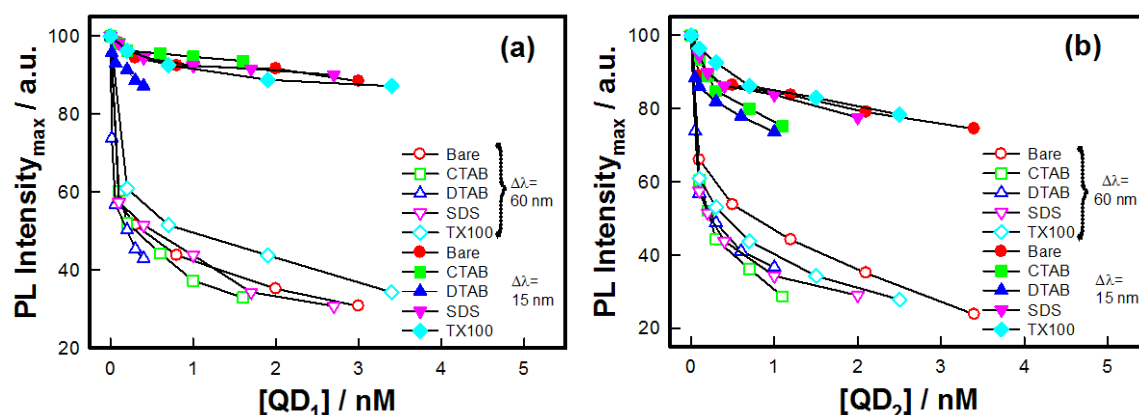 (a)
PL Intensity_max / a.u.
100
80
60
40
20
0 1 2 3 4 5
[QD₁] / nM
Bare
CTAB
DTAB
SDS
TX100
Δλ=
60 nm
Bare
CTAB
DTAB
SDS
TX100
Δλ=
15 nm
(b)
PL Intensity_max / a.u.
100
80
60
40
20
0 1 2 3 4 5
[QD₂] / nM
Bare
CTAB
DTAB
SDS
TX100
Δλ=
60 nm
Bare
CTAB
DTAB
SDS
TX100
Δλ=
15 nm